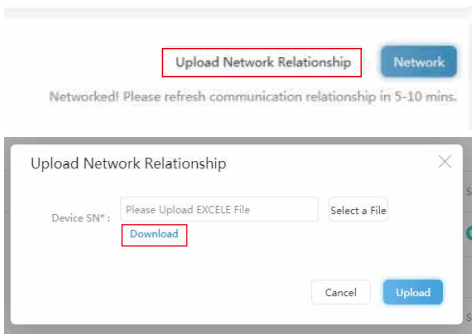 Upload Network Relationship Network
Networked! Please refresh communication relationship in 5-10 mins.
Upload Network Relationship
Device SN*: Please Upload EXCELE File Select a File
Download
Cancel Upload